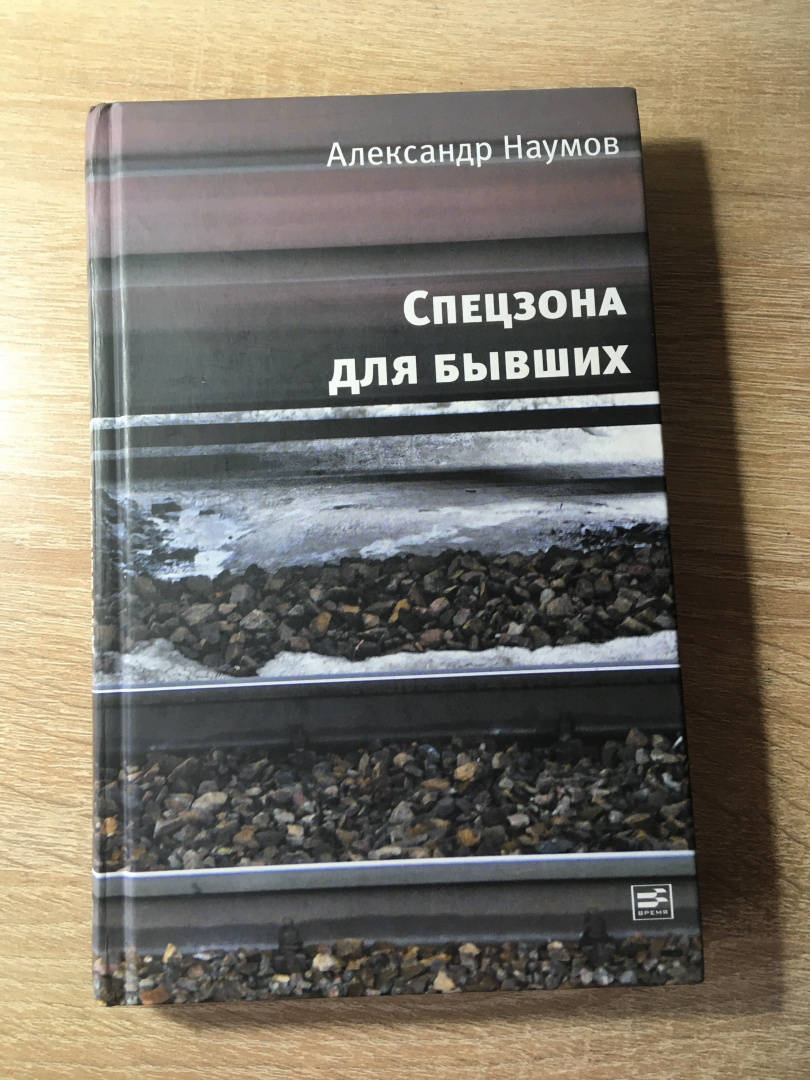 Александр Наумов
Спецзона
для бывших
ВРЕМЯ